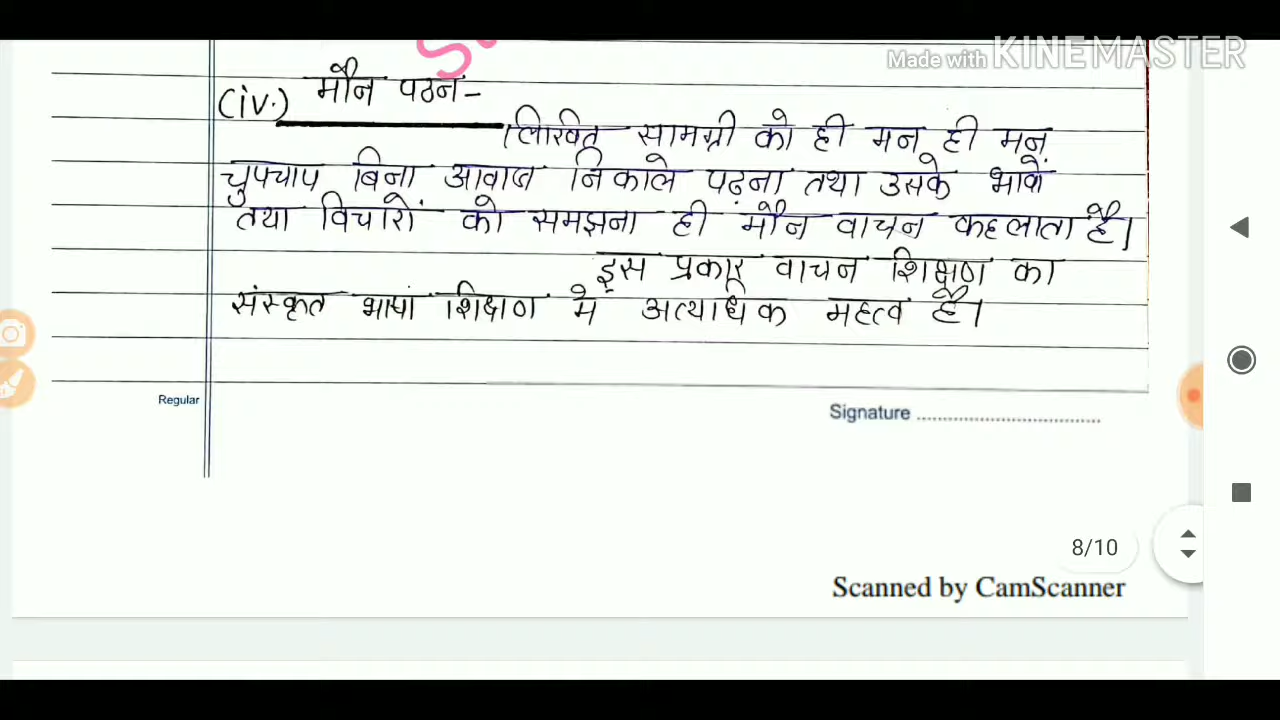 Made with KINEMASTER
(iv.) मौन पठन-
लिखित सामग्री को ही मन ही मन
चुपचाप बिना आवाज निकाले पढ़ना तथा उसके भावों
तथा विचारों को समझना ही मौन वाचन कहलाता है।
इस प्रकार वाचन शिक्षण का
संस्कृत भाषा शिक्षण मे अत्याधिक महत्व है।
Regular
Signature ....................................
8/10
Scanned by CamScanner